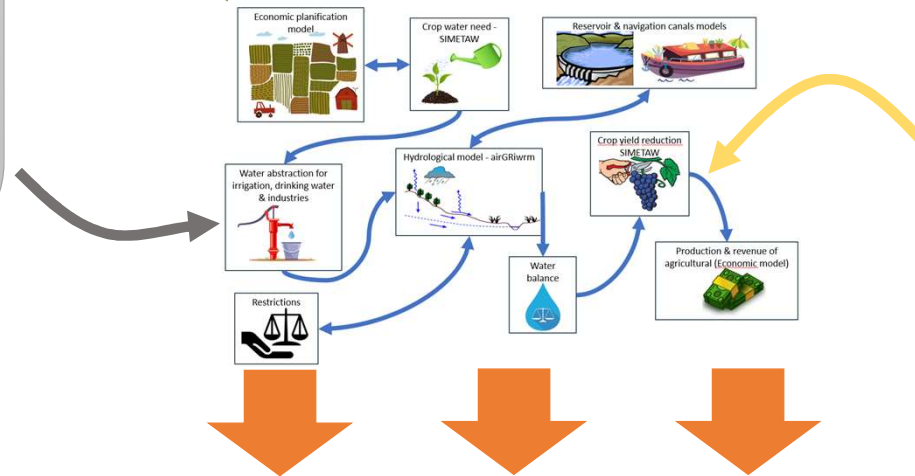 Economic planification
model
Crop water need -
SIMETAW
Reservoir & navigation canals models
Water abstraction for
irrigation, drinking water
& industries
Hydrological model - airGRiwrm
Crop yield reduction
SIMETAW
Restrictions
Water
balance
Production & revenue of
agricultural (Economic model)